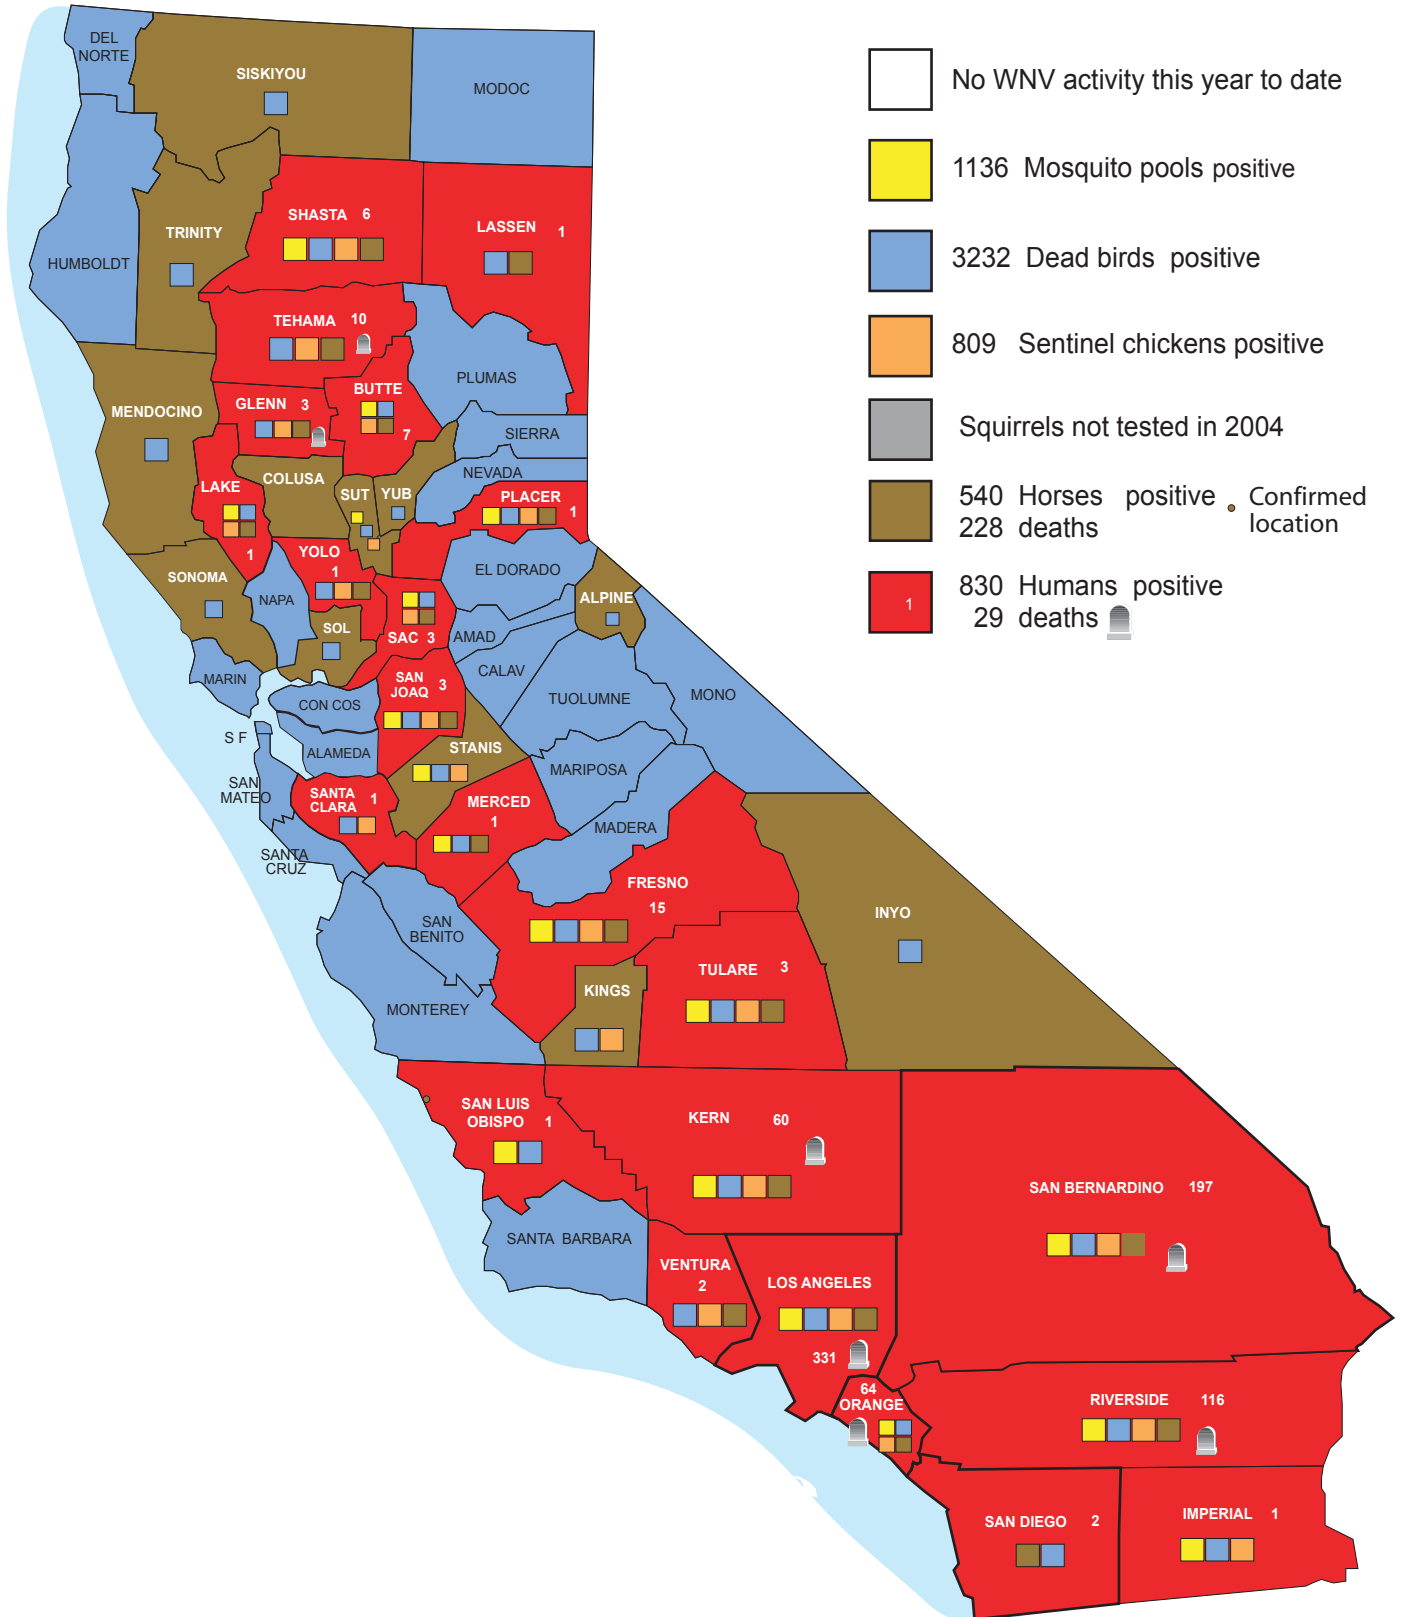 DEL
NORTE
SISKIYOU
MODOC
No WNV activity this year to date
1136 Mosquito pools positive
3232 Dead birds positive
809 Sentinel chickens positive
Squirrels not tested in 2004
540 Horses positive
228 deaths
Confirmed
location
1
830 Humans positive
29 deaths
SHASTA 6
LASSEN 1
TRINITY
HUMBOLDT
TEHAMA 10
PLUMAS
BUTTE
7
GLENN 3
MENDOCINO
SIERRA
NEVADA
COLUSA
LAKE
1
SUT
YUB
PLACER
1
YOLO
1
EL DORADO
SONOMA
NAPA
ALPINE
SOL
SAC 3
AMAD
MARIN
CALAV
SAN
JOAQ 3
TUOLUMNE
MONO
CON COS
S F
ALAMEDA
STANIS
MARIPOSA
SAN
MATEO
SANTA
CLARA 1
MERCED
1
MADERA
SANTA
CRUZ
FRESNO
15
INYO
SAN
BENITO
TULARE 3
KINGS
MONTEREY
SAN LUIS
OBISPO 1
KERN 60
SAN BERNARDINO 197
SANTA BARBARA
VENTURA
2
LOS ANGELES
331
64
ORANGE
RIVERSIDE 116
SAN DIEGO 2
IMPERIAL 1